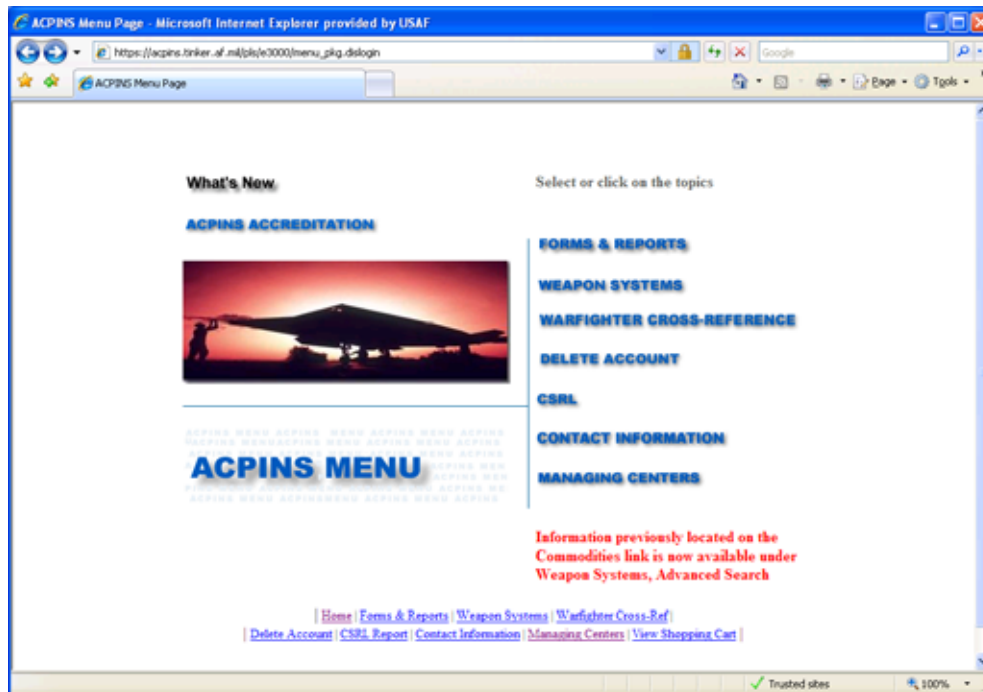 ACPINS Menu Page - Microsoft Internet Explorer provided by USAF
https://acpins.tinker.af.mil/pls/e3000/menu_pkg.dislogin
Google
ACPINS Menu Page
Page
Tools
What's New
Select or click on the topics
ACPINS ACCREDITATION
FORMS & REPORTS
WEAPON SYSTEMS
WARFIGHTER CROSS-REFERENCE
DELETE ACCOUNT
CSRL
CONTACT INFORMATION
MANAGING CENTERS
ACPINS MENU
Information previously located on the
Commodities link is now available under
Weapon Systems, Advanced Search
| Home | Forms & Reports | Weapon Systems | Warfighter Cross-Ref |
| Delete Account | CSRL Report | Contact Information | Managing Centers | View Shopping Cart |
Trusted sites
100%